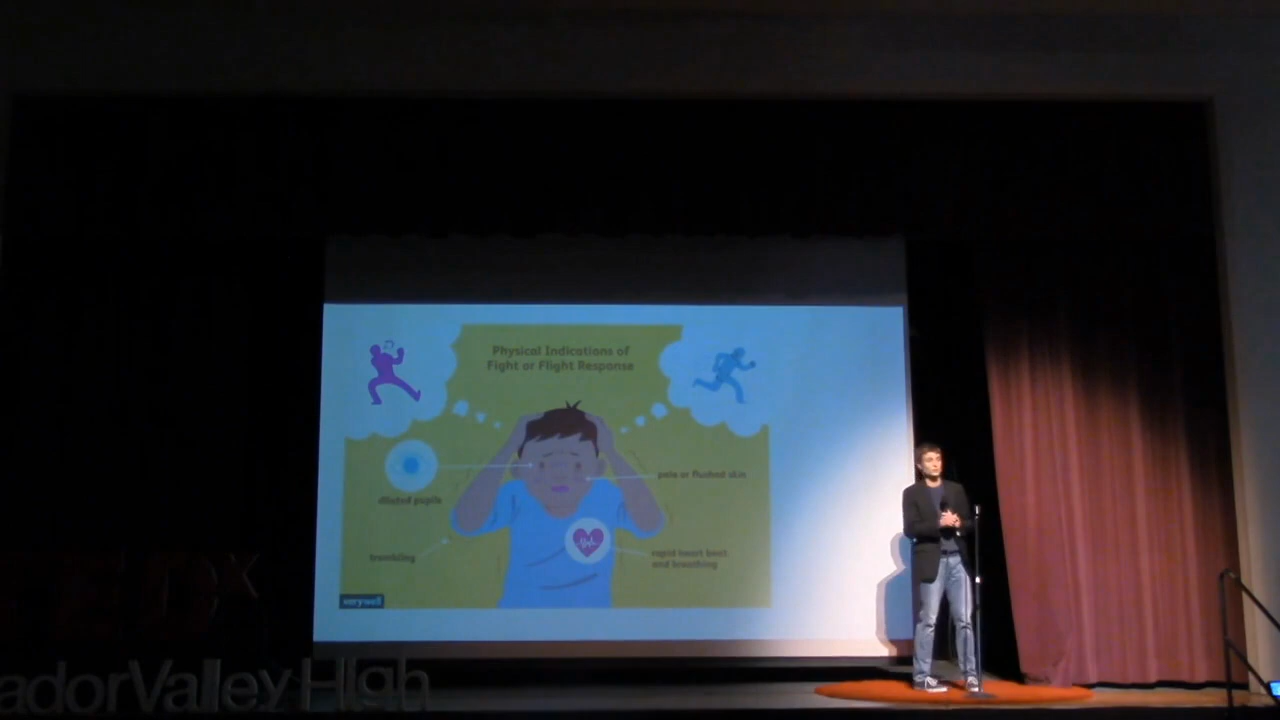 Physical Indications of
Fight or Flight Response
dilated pupils
pale or flushed skin
trembling
rapid heart beat
and breathing
verywell
adorValley High